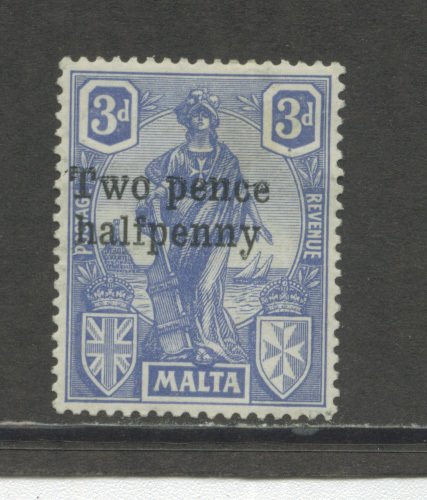 3d 3d
Two pence
halfpenny
POSTAGE
REVENUE
MALTA